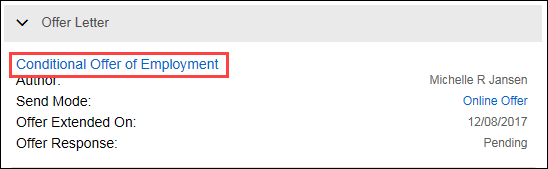 Offer Letter
Conditional Offer of Employment
Author: Michelle R Jansen
Send Mode: Online Offer
Offer Extended On: 12/08/2017
Offer Response: Pending